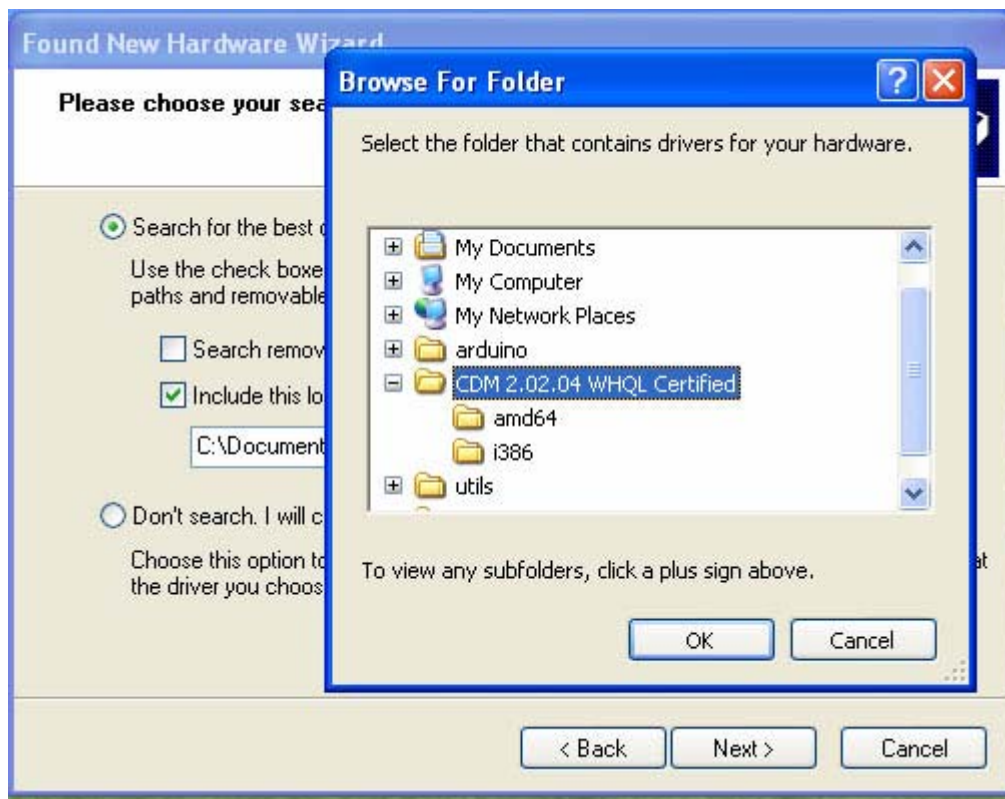 Found New Hardware Wizard
Please choose your sea
Search for the best
Use the check boxe
paths and removable
Search remov
Include this lo
C:\Document
Don't search. I will c
Choose this option to
at
the driver you choos
Browse For Folder
Select the folder that contains drivers for your hardware.
My Documents
My Computer
My Network Places
arduino
CDM 2.02.04 WHQL Certified
amd64
i386
utils
To view any subfolders, click a plus sign above.
OK
Cancel
< Back
Next >
Cancel